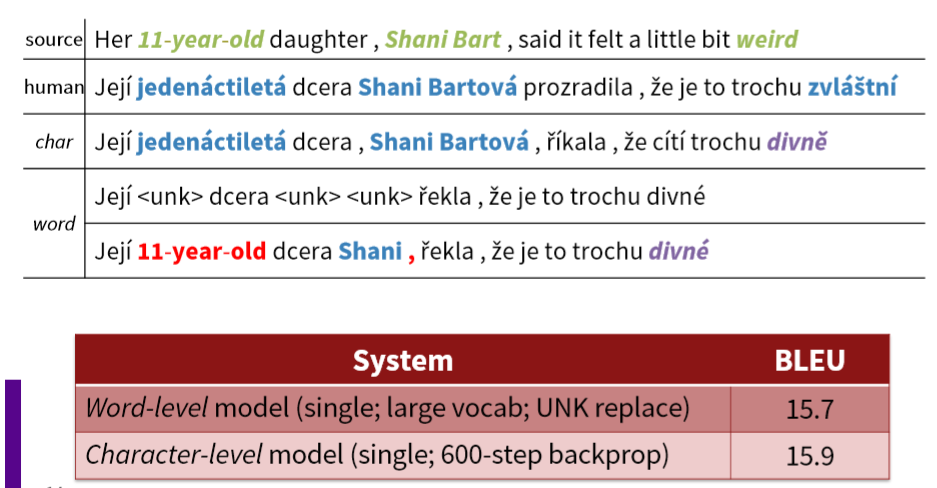 source Her 11-year-old daughter , Shani Bart , said it felt a little bit weird
human Její jedenáctiletá dcera Shani Bartová prozradila , že je to trochu zvláštní
char Její jedenáctiletá dcera , Shani Bartová , říkala , že cítí trochu divně
word
Její <unk> dcera <unk> <unk> řekla , že je to trochu divné
Její 11-year-old dcera Shani , řekla , že je to trochu divné
System BLEU
Word-level model (single; large vocab; UNK replace) 15.7
Character-level model (single; 600-step backprop) 15.9